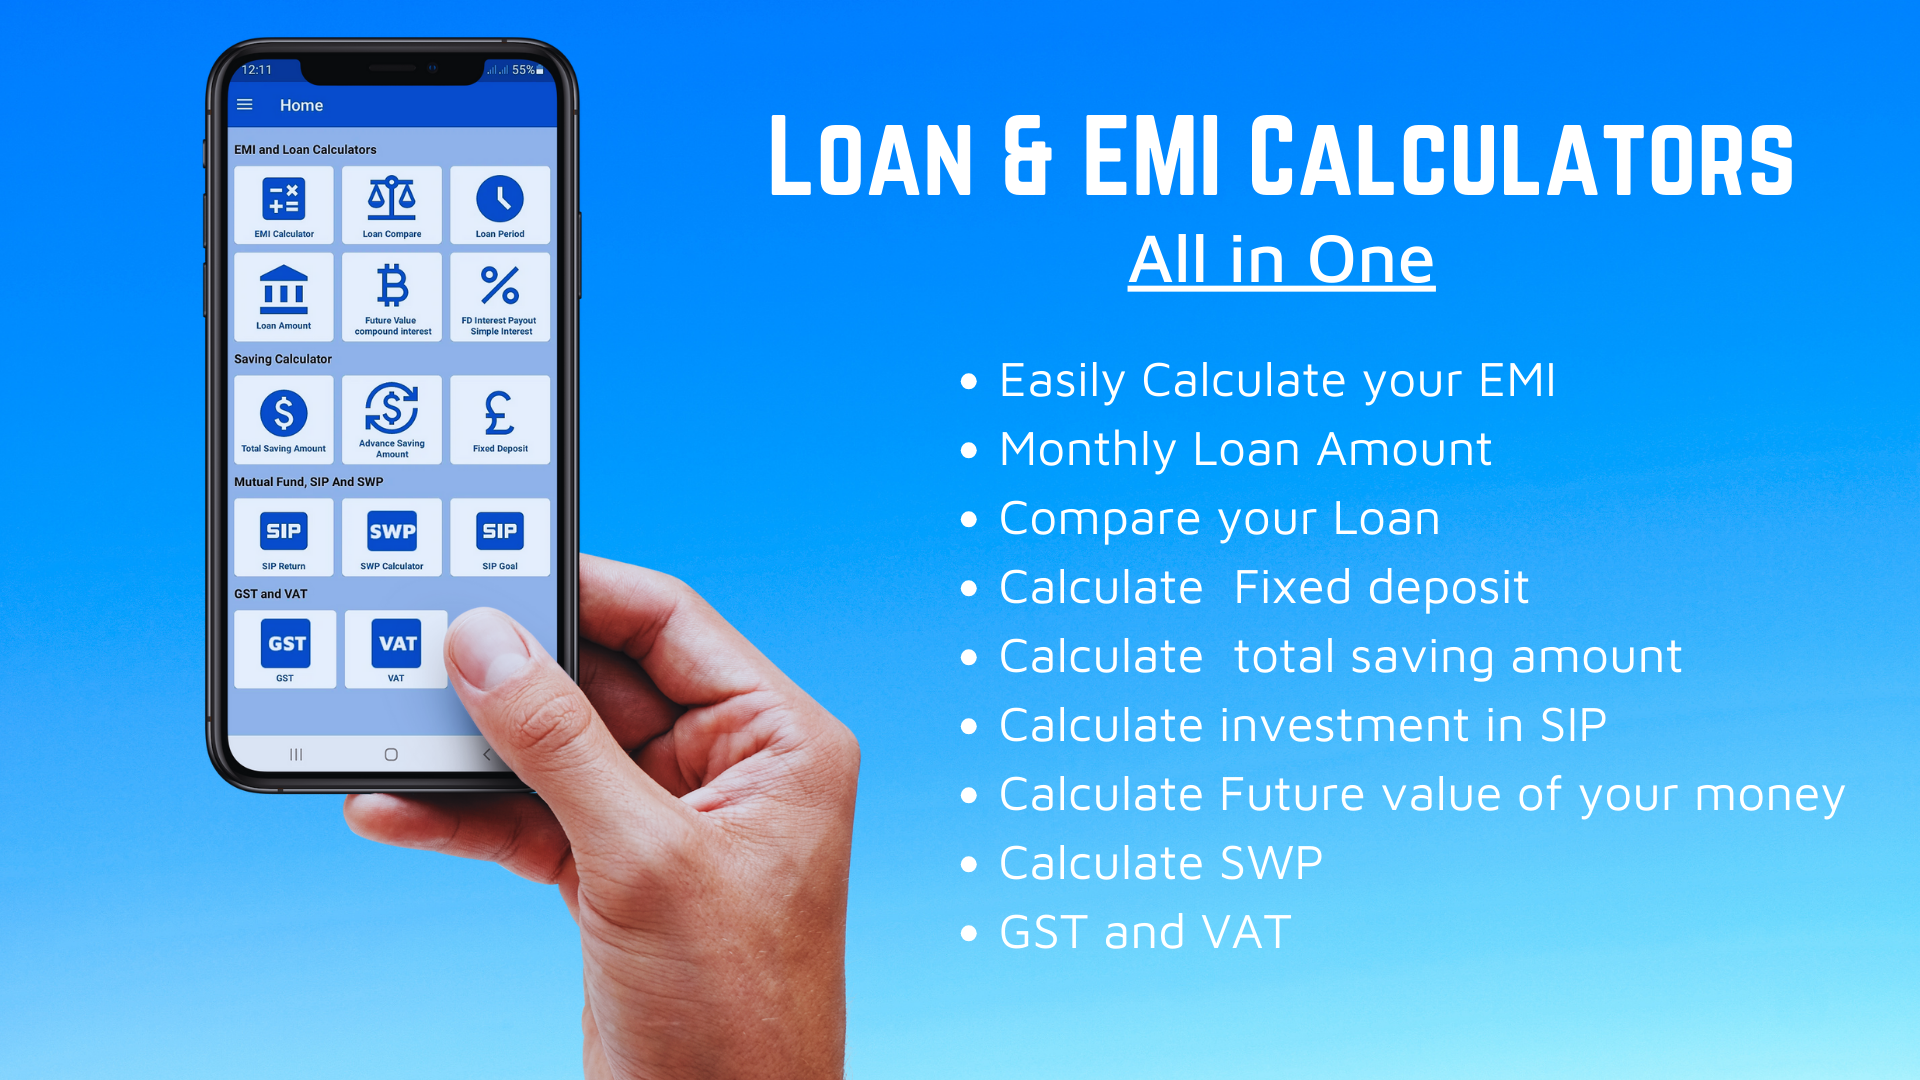 12:11
55%
Home
EMI and Loan Calculators
EMI Calculator
Loan Compare
Loan Period
Loan Amount
Future Value
compound interest
FD Interest Payout
Simple Interest
Saving Calculator
Total Saving Amount
Advance Saving
Amount
Fixed Deposit
Mutual Fund, SIP And SWP
SIP
SIP Return
SWP
SWP Calculator
SIP
SIP Goal
GST and VAT
GST
GST
VAT
VAT
LOAN & EMI CALCULATORS
All in One
• Easily Calculate your EMI
• Monthly Loan Amount
• Compare your Loan
• Calculate  Fixed deposit
• Calculate  total saving amount
• Calculate investment in SIP
• Calculate Future value of your money
• Calculate SWP
• GST and VAT